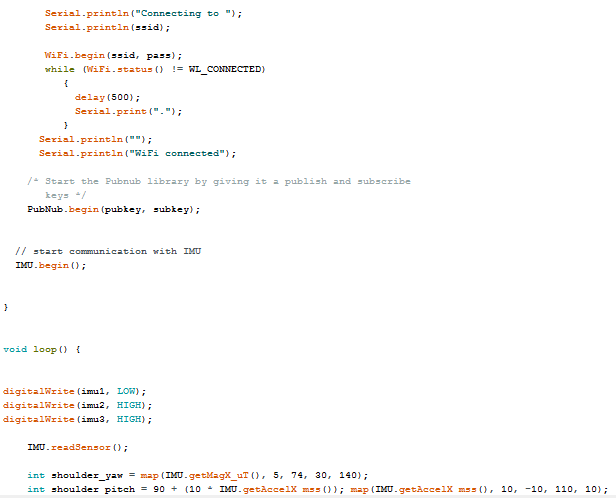 Serial.println("Connecting to ");
Serial.println(ssid);
WiFi.begin(ssid, pass);
while (WiFi.status() != WL_CONNECTED)
{
delay(500);
Serial.print(".");
}
Serial.println("");
Serial.println("WiFi connected");
/* Start the Pubnub library by giving it a publish and subscribe
keys */
PubNub.begin(pubkey, subkey);
// start communication with IMU
IMU.begin();
}
void loop() {
digitalWrite(imu1, LOW);
digitalWrite(imu2, HIGH);
digitalWrite(imu3, HIGH);
IMU.readSensor();
int shoulder_yaw = map(IMU.getMagX_uT(), 5, 74, 30, 140);
int shoulder pitch = 90 + (10 * IMU.getAccelX mss()); map(IMU.getAccelX mss(), 10, -10, 110, 10);